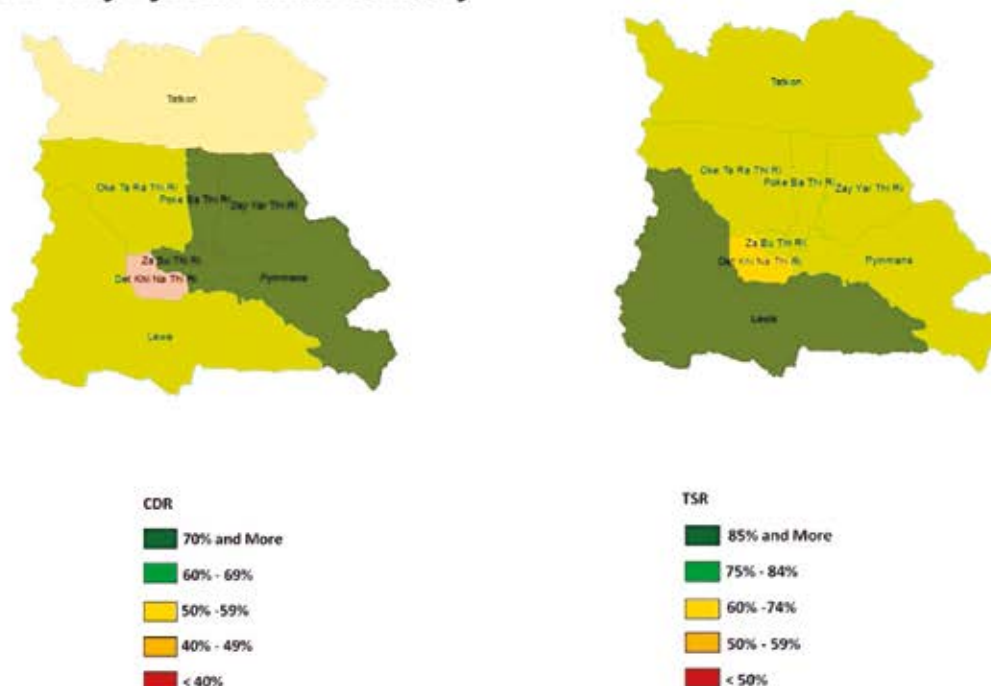 Tatkon
Oke Ta Ra Thi Ri
Poke Ba Thi Ri
Zay Yar Thi Ri
Za Bu Thi Ri
Det Khi Na Thi Ri
Pyinmana
Lewe
Tatkon
Oke Ta Ra Thi Ri
Poke Ba Thi Ri
Zay Yar Thi Ri
Za Bu Thi Ri
Det Khi Na Thi Ri
Pyinmana
Lewe
CDR
70% and More
60% - 69%
50% -59%
40% - 49%
< 40%
TSR
85% and More
75% - 84%
60% -74%
50% - 59%
< 50%